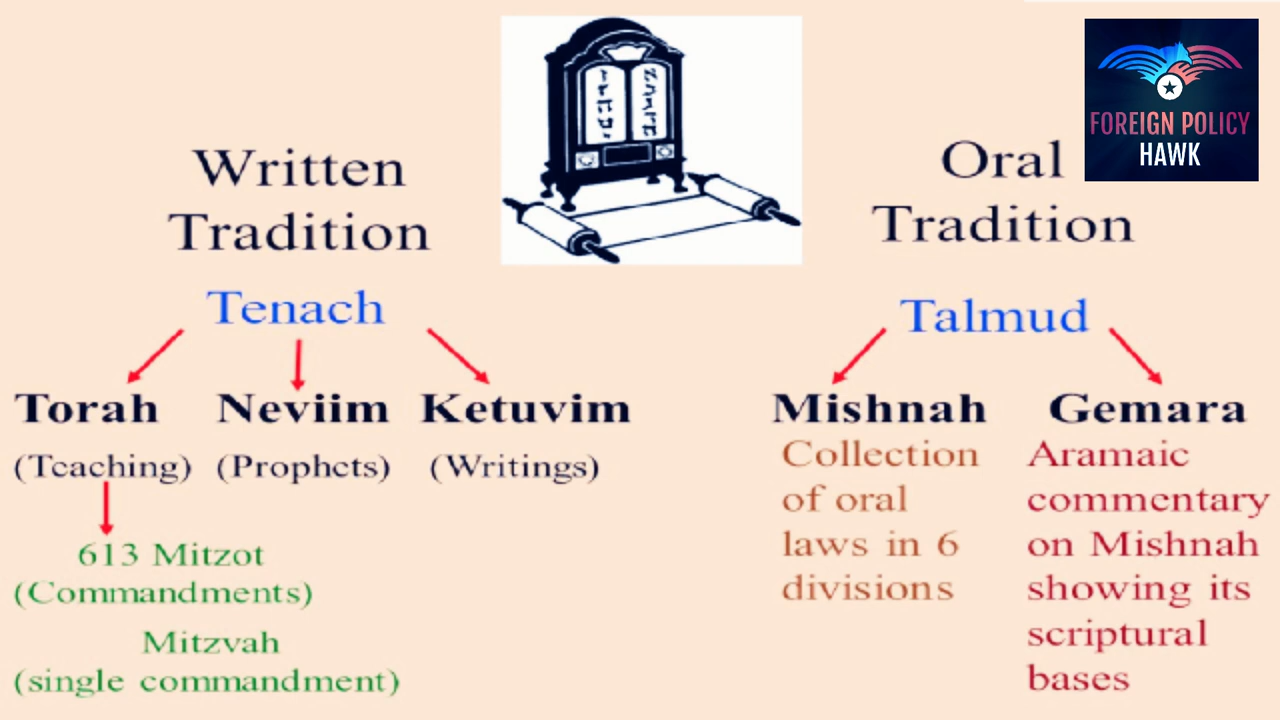 Written
Tradition
Tenach
Torah
Neviim
Ketuvim
(Teaching)
(Prophets)
(Writings)
613 Mitzot
(Commandments)
Mitzvah
(single commandment)
Oral
Tradition
Talmud
Mishnah
Collection
of oral
laws in 6
divisions
Gemara
Aramaic
commentary
on Mishnah
showing its
scriptural
bases
FOREIGN POLICY
HAWK